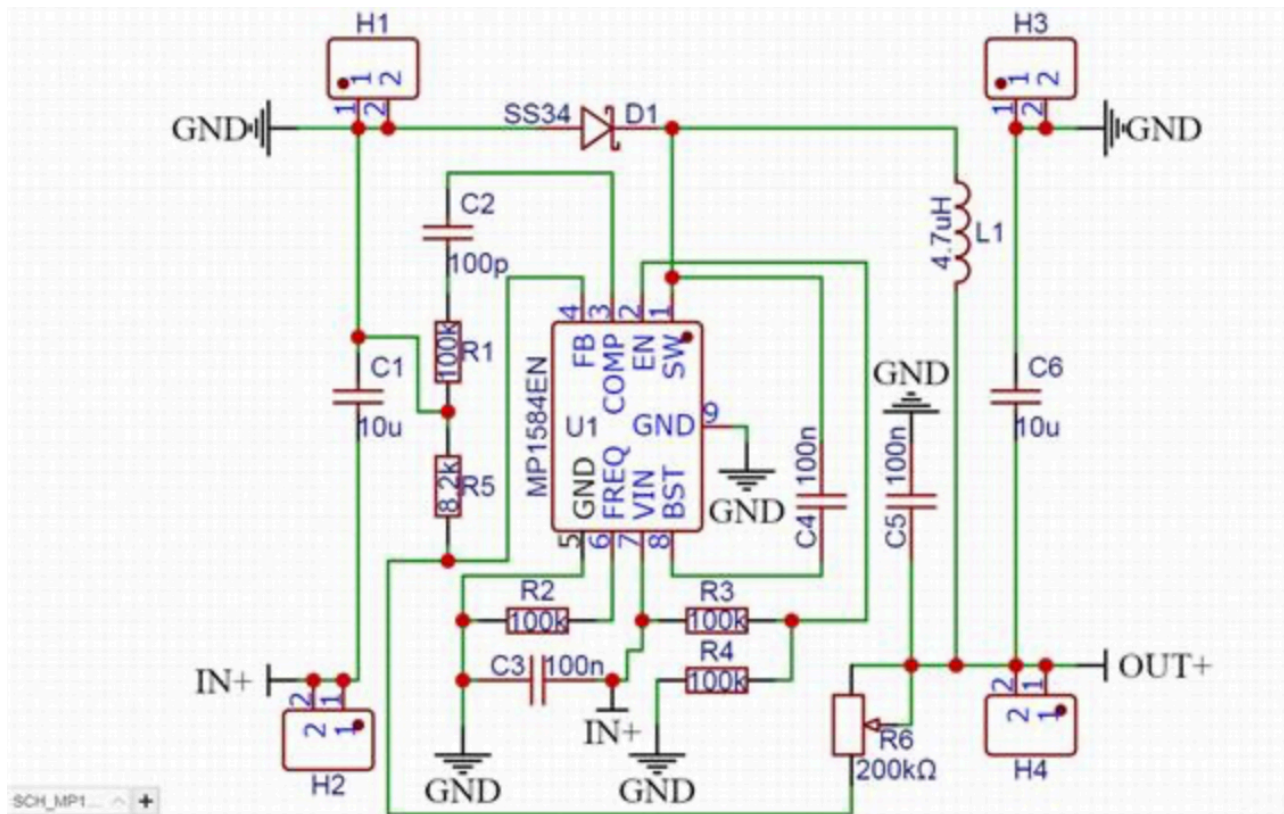 H1
H3
1 2
1 2
1 2
1
GND
SS34
D1
GND
C2
100p
4.7uH
L1
100k
R1
4 3 2 1
FB
COMP
EN
SW
C1
10u
MP1584EN
U1
GND
9
GND
C6
10u
8.2k
R5
GND
FREQ
VIN
BST
GND
100n
C4
100n
C5
5 6 7 8
R2
100k
R3
100k
R4
100k
C3
100n
IN+
IN+
OUT+
2 1
2 1
H2
GND
GND
R6
200kΩ
2 1
2 1
H4
SCH_MP1...